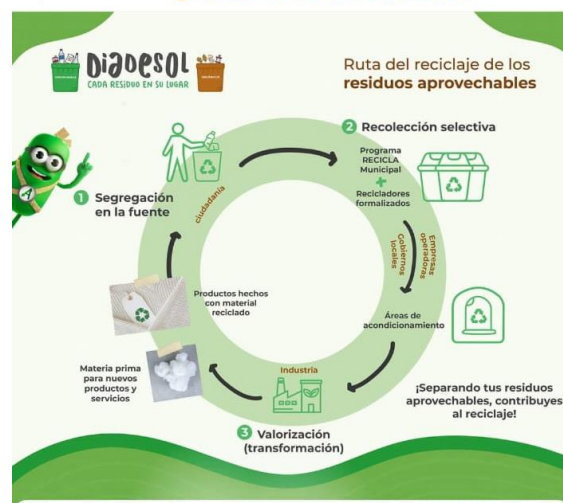 DIADESOL
CADA RESIDUO EN SU LUGAR
Ruta del reciclaje de los
residuos aprovechables
2 Recolección selectiva
Programa
RECICLA
Municipal
+
Recicladores
formalizados
1 Segregación
en la fuente
ciudadanía
A
Empresas
operadoras
Gobiernos
locales
Áreas de
acondicionamiento
Productos hechos
con material
reciclado
Materia prima
para nuevos
productos y
servicios
Industria
3 Valorización
(transformación)
¡Separando tus residuos
aprovechables, contribuyes
al reciclaje!